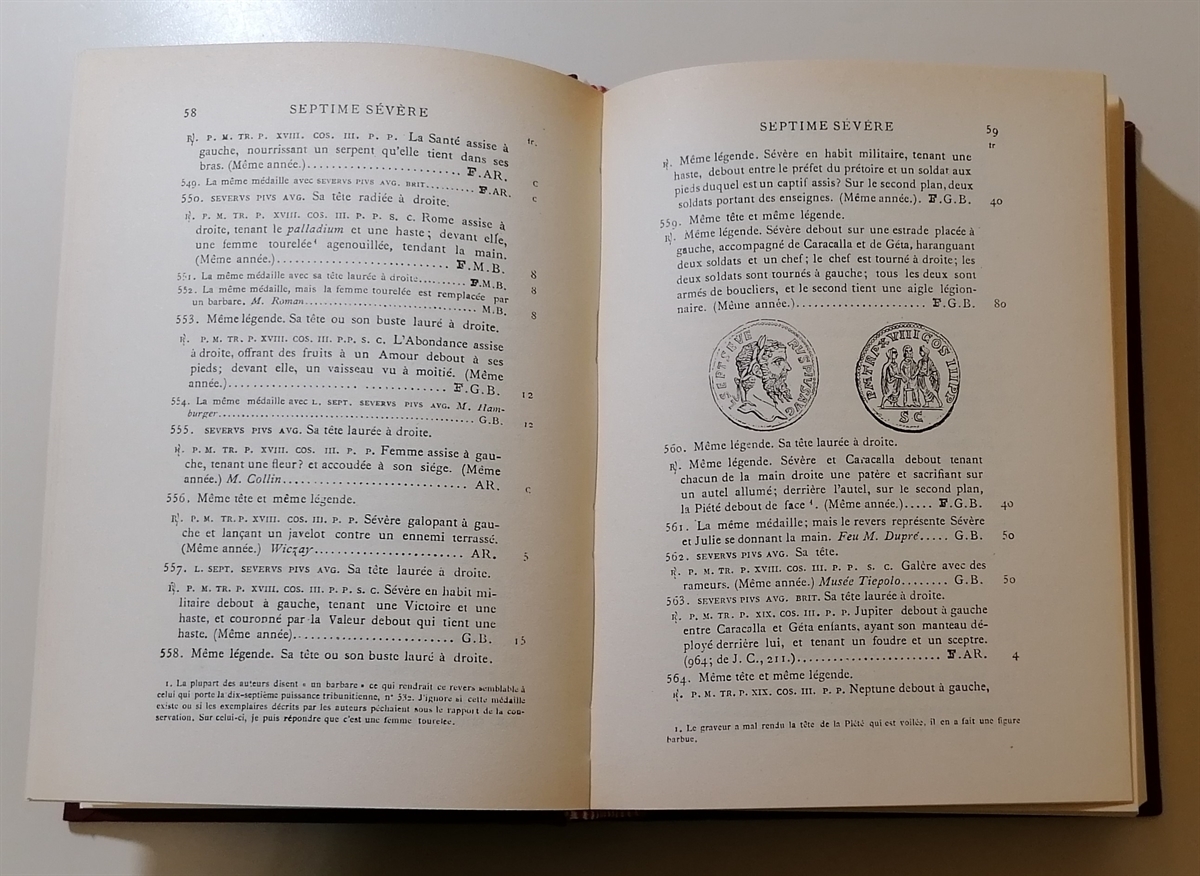 58 SEPTIME SÉVÈRE
tr.
℟. P. M. TR. P. XVIII. COS. III. P. P. La Santé assise à
gauche, nourrissant un serpent qu'elle tient dans ses
bras. (Même année.)........................ F.AR. c
549. La même médaille avec SEVERVS PIVS AVG. BRIT.......... F.AR. c
550. SEVERVS PIVS AVG. Sa tête radiée à droite.
℟. P. M. TR. P. XVIII. COS. III. P. P. S. C. Rome assise à
droite, tenant le palladium et une haste; devant elle,
une femme tourelée¹ agenouillée, tendant la main.
(Même année.)............................ F.M.B. 8
551. La même médaille avec sa tête laurée à droite.......... F.M.B. 8
552. La même médaille, mais la femme tourelée est remplacée par
un barbare. M. Roman............................ M.B. 8
553. Même légende. Sa tête ou son buste lauré à droite.
℟. P. M. TR. P. XVIII. COS. III. P.P. S. C. L'Abondance assise
à droite, offrant des fruits à un Amour debout à ses
pieds; devant elle, un vaisseau vu à moitié. (Même
année.)............................ F.G.B. 12
554. La même médaille avec L. SEPT. SEVERVS PIVS AVG. M. Ham-
burger............................ G.B. 12
555. SEVERVS PIVS AVG. Sa tête laurée à droite.
℟. P. M. TR. P. XVIII. COS. III. P. P. Femme assise à gau-
che, tenant une fleur? et accoudée à son siége. (Même
année.) M. Collin............................ AR. c
556. Même tête et même légende.
℟. P. M. TR. P. XVIII. COS. III. P. P. Sévère galopant à gau-
che et lançant un javelot contre un ennemi terrassé.
(Même année.) Wiczay........................ AR. 5
557. L. SEPT. SEVERVS PIVS AVG. Sa tête laurée à droite.
℟. P. M. TR. P. XVIII. COS. III. P. P. S. C. Sévère en habit mi-
litaire debout à gauche, tenant une Victoire et une
haste, et couronné par la Valeur debout qui tient une
haste. (Même année)........................ G.B. 15
558. Même légende. Sa tête ou son buste lauré à droite.
1. La plupart des auteurs disent « un barbare » ce qui rendrait ce revers semblable à
celui qui porte la dix-septième puissance tribunitienne, n° 532. J'ignore si cette médaille
existe ou si les exemplaires décrits par les auteurs péchaient sous le rapport de la con-
servation. Sur celui-ci, je puis répondre que c'est une femme tourelée.
SEPTIME SÉVÈRE 59
tr
℟. Même légende. Sévère en habit militaire, tenant une
haste, debout entre le préfet du prétoire et un soldat aux
pieds duquel est un captif assis? Sur le second plan, deux
soldats portant des enseignes. (Même année.). F.G.B. 40
559. Même tête et même légende.
℟. Même légende. Sévère debout sur une estrade placée à
gauche, accompagné de Caracalla et de Géta, haranguant
deux soldats et un chef; le chef est tourné à droite; les
deux soldats sont tournés à gauche; tous les deux sont
armés de boucliers, et le second tient une aigle légion-
naire. (Même année.)...................... F.G.B. 80
L SEPT SEVE RVS PIVS AVG
PM TRP XVIII COS III PP
SC
560. Même légende. Sa tête laurée à droite.
℟. Même légende. Sévère et Caracalla debout tenant
chacun de la main droite une patère et sacrifiant sur
un autel allumé; derrière l'autel, sur le second plan,
la Piété debout de face¹. (Même année.)..... F.G.B. 40
561. La même médaille; mais le revers représente Sévère
et Julie se donnant la main. Feu M. Dupré..... G.B. 50
562. SEVERVS PIVS AVG. Sa tête.
℟. P. M. TR. P. XVIII. COS. III. P. P. S. C. Galère avec des
rameurs. (Même année.) Musée Tiepolo........ G.B. 50
563. SEVERVS PIVS AVG. BRIT. Sa tête laurée à droite.
℟. P. M. TR. P. XIX. COS. III. P. P. Jupiter debout à gauche
entre Caracalla et Géta enfants, ayant son manteau dé-
ployé derrière lui, et tenant un foudre et un sceptre.
(964; de J. C., 211.)........................ F.AR. 4
564. Même tête et même légende.
℟. P. M. TR. P. XIX. COS. III. P. P. Neptune debout à gauche,
1. Le graveur a mal rendu la tête de la Piété qui est voilée, il en a fait une figure
barbue.